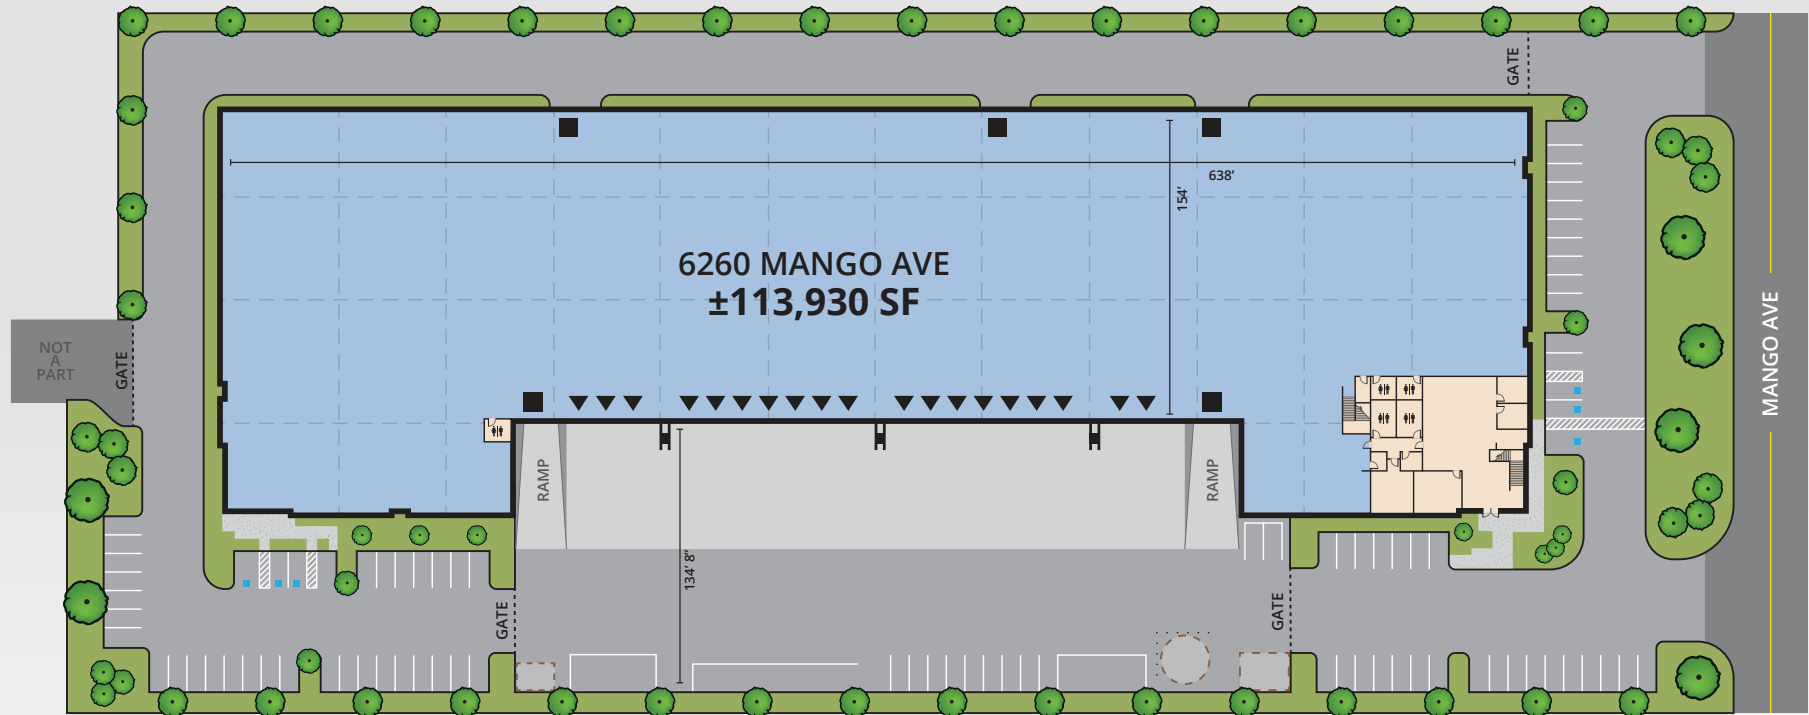 GATE
638’
154’
6260 MANGO AVE
±113,930 SF
MANGO AVE
NOT
A
PART
GATE
RAMP
RAMP
134’ 8”
GATE
GATE